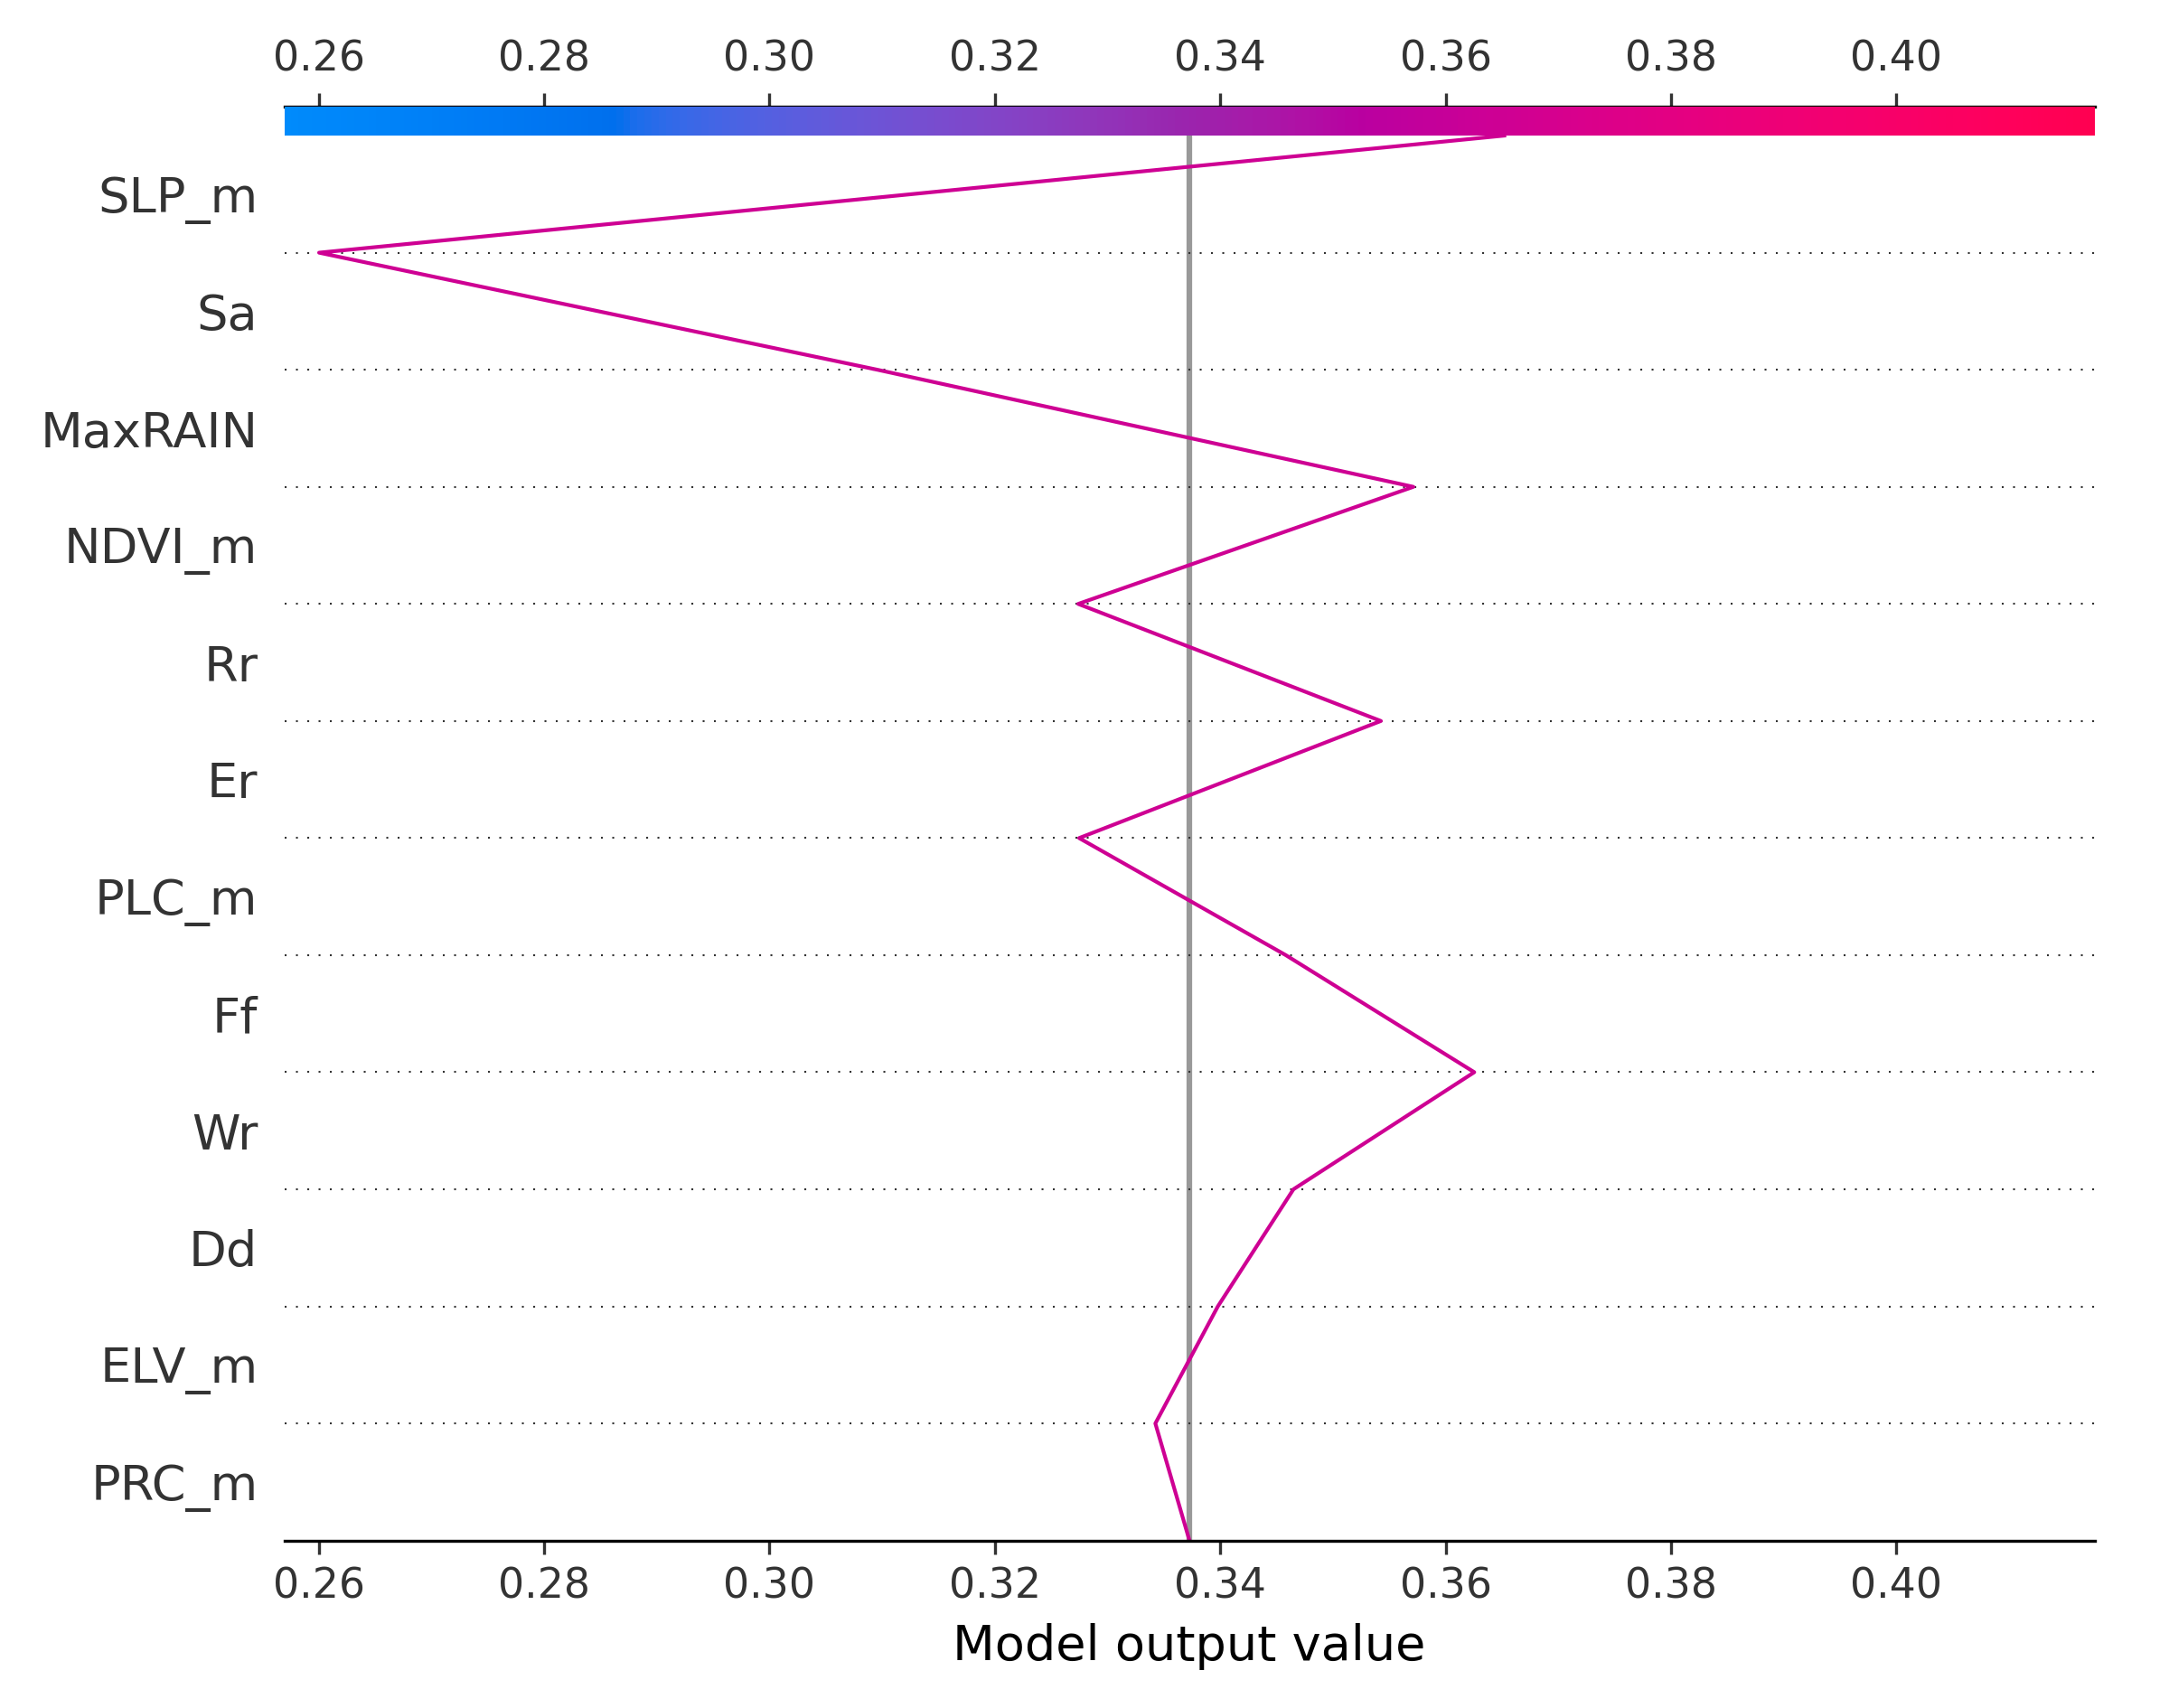 0.26 0.28 0.30 0.32 0.34 0.36 0.38 0.40
SLP_m
Sa
MaxRAIN
NDVI_m
Rr
Er
PLC_m
Ff
Wr
Dd
ELV_m
PRC_m
0.26 0.28 0.30 0.32 0.34 0.36 0.38 0.40
Model output value